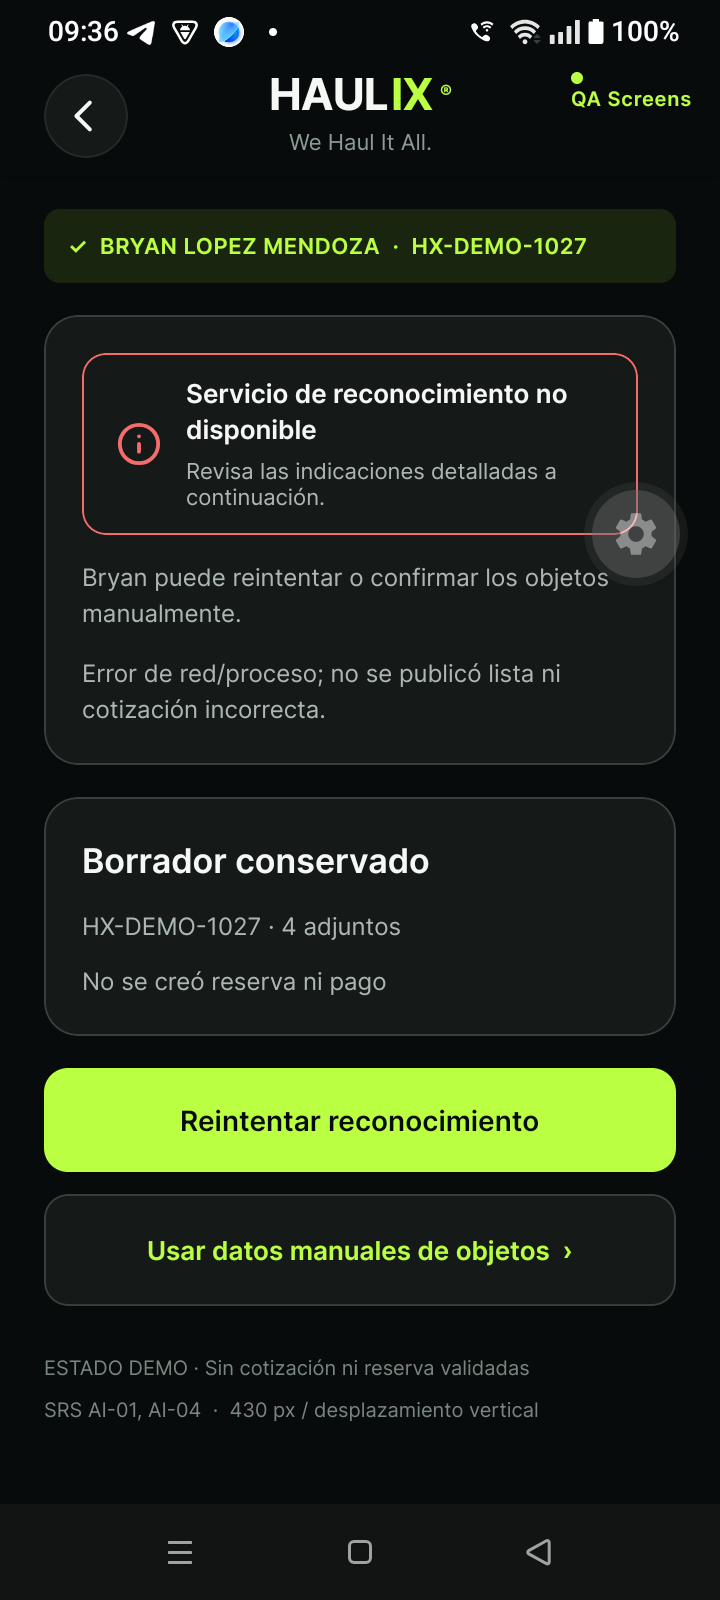 09:36
100%
HAULIX ®
QA Screens
We Haul It All.
✓ BRYAN LOPEZ MENDOZA · HX-DEMO-1027
Servicio de reconocimiento no
disponible
Revisa las indicaciones detalladas a
continuación.
Bryan puede reintentar o confirmar los objetos
manualmente.
Error de red/proceso; no se publicó lista ni
cotización incorrecta.
Borrador conservado
HX-DEMO-1027 · 4 adjuntos
No se creó reserva ni pago
Reintentar reconocimiento
Usar datos manuales de objetos ›
ESTADO DEMO · Sin cotización ni reserva validadas
SRS AI-01, AI-04 · 430 px / desplazamiento vertical